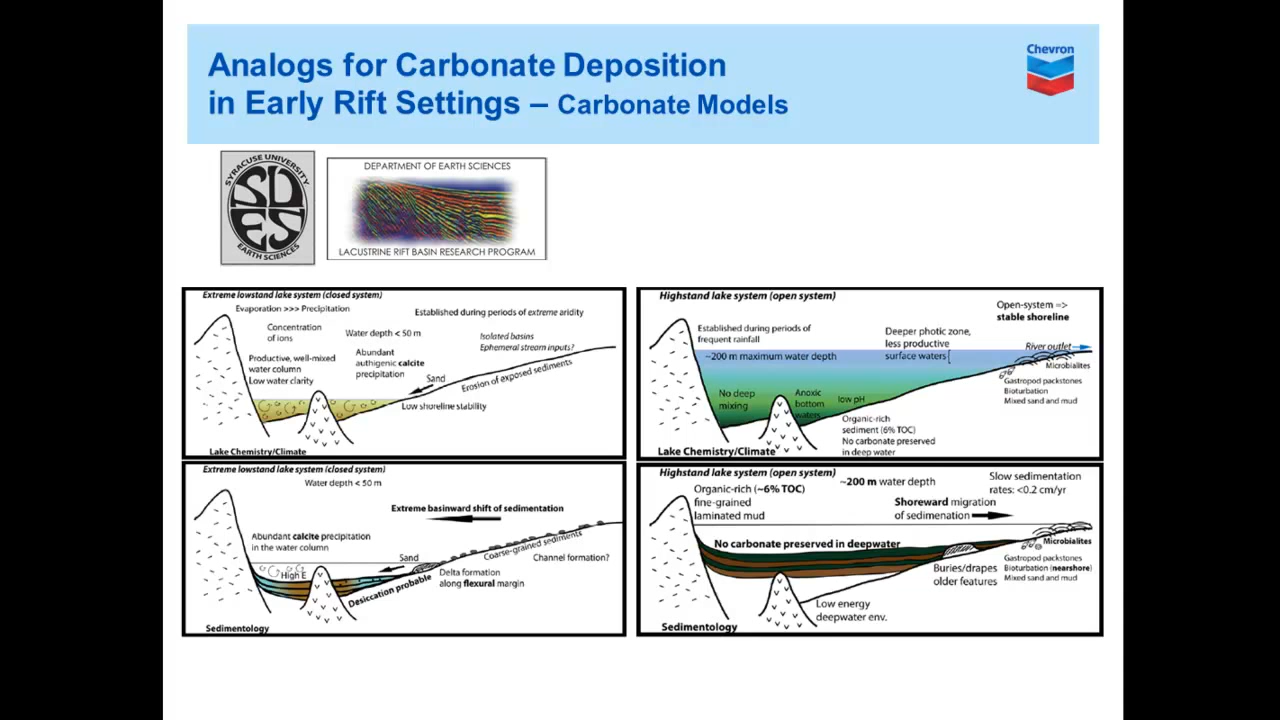 Analogs for Carbonate Deposition
in Early Rift Settings – Carbonate Models
Chevron
SYRACUSE UNIVERSITY
SU
ES
EARTH SCIENCES
DEPARTMENT OF EARTH SCIENCES
LACUSTRINE RIFT BASIN RESEARCH PROGRAM
Extreme lowstand lake system (closed system)
Evaporation >>> Precipitation
Established during periods of extreme aridity
Concentration
of ions
Water depth < 50 m
Isolated basins
Ephemeral stream inputs?
Productive, well-mixed
water column
Low water clarity
Abundant
authigenic calcite
precipitation
Sand
Erosion of exposed sediments
Low shoreline stability
Lake Chemistry/Climate
Highstand lake system (open system)
Open-system =>
stable shoreline
Established during periods of
frequent rainfall
Deeper photic zone,
less productive
surface waters
~200 m maximum water depth
River outlet
Microbialites
Gastropod packstones
Bioturbation
Mixed sand and mud
No deep
mixing
Anoxic
bottom
waters
low pH
Organic-rich
sediment (6% TOC)
No carbonate preserved
in deep water
Lake Chemistry/Climate
Extreme lowstand lake system (closed system)
Water depth < 50 m
Extreme basinward shift of sedimentation
Abundant calcite precipitation
in the water column
Coarse-grained sediments
Sand
Channel formation?
High E
Delta formation
along flexural margin
Desiccation probable
Sedimentology
Highstand lake system (open system)
Organic-rich (~6% TOC)
fine-grained
laminated mud
~200 m water depth
Slow sedimentation
rates: <0.2 cm/yr
Shoreward migration
of sedimenation
No carbonate preserved in deepwater
Microbialites
Gastropod packstones
Bioturbation (nearshore)
Mixed sand and mud
Buries/drapes
older features
Low energy
deepwater env.
Sedimentology